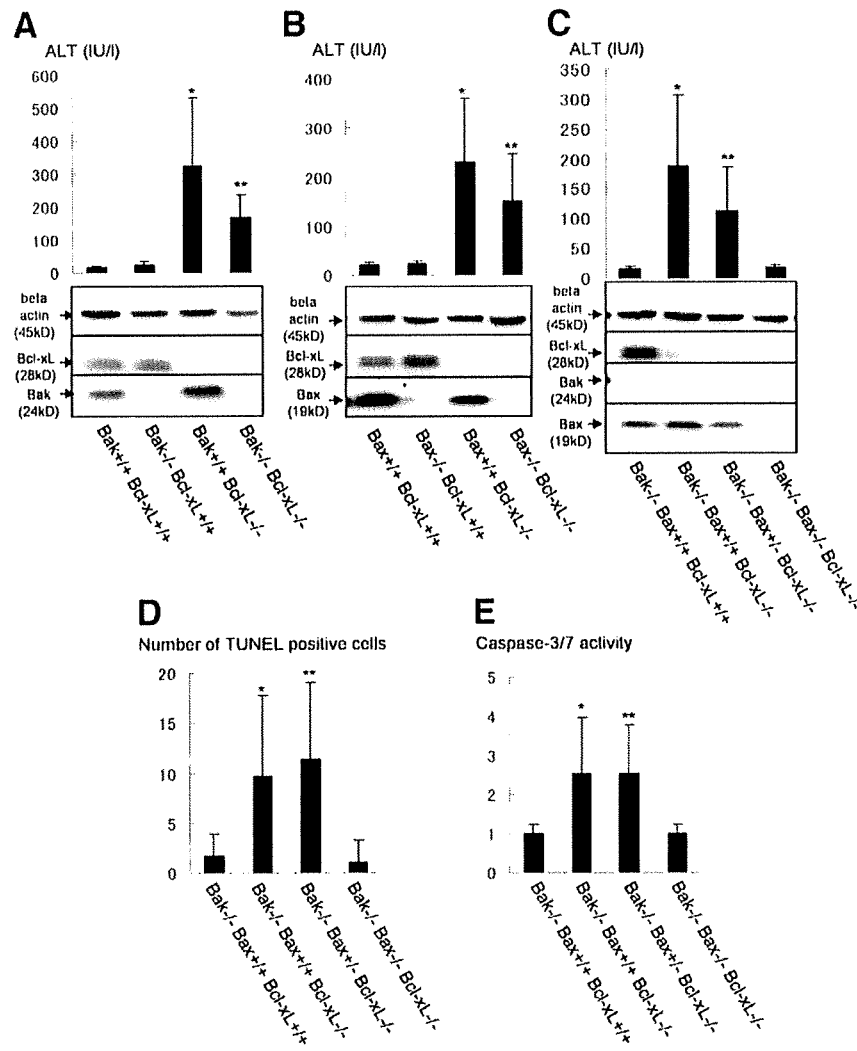 A
ALT (IU/l)
600
500
400
300
200
100
0
*
**
beta
actin
(45kD)
Bcl-xL
(28kD)
Bak
(24kD)
Bak+/+ Bcl-xL+/+
Bak-/- Bcl-xL+/+
Bak+/+ Bcl-xL-/-
Bak-/- Bcl-xL-/-
B
ALT (IU/l)
400
300
200
100
0
*
**
beta
actin
(45kD)
Bcl-xL
(28kD)
Bax
(19kD)
Bax+/+ Bcl-xL+/+
Bax-/- Bcl-xL+/+
Bax+/+ Bcl-xL-/-
Bax-/- Bcl-xL-/-
C
ALT (IU/l)
350
300
250
200
150
100
50
0
*
**
beta
actin
(45kD)
Bcl-xL
(28kD)
Bak
(24kD)
Bax
(19kD)
Bak-/- Bax+/+ Bcl-xL+/+
Bak-/- Bax+/+ Bcl-xL-/-
Bak-/- Bax+/- Bcl-xL-/-
Bak-/- Bax-/- Bcl-xL-/-
D
Number of TUNEL positive cells
20
15
10
5
0
*
**
Bak-/- Bax+/+ Bcl-xL+/+
Bak-/- Bax+/+ Bcl-xL-/-
Bak-/- Bax+/- Bcl-xL-/-
Bak-/- Bax-/- Bcl-xL-/-
E
Caspase-3/7 activity
5
4
3
2
1
0
*
**
Bak-/- Bax+/+ Bcl-xL+/+
Bak-/- Bax+/+ Bcl-xL-/-
Bak-/- Bax+/- Bcl-xL-/-
Bak-/- Bax-/- Bcl-xL-/-